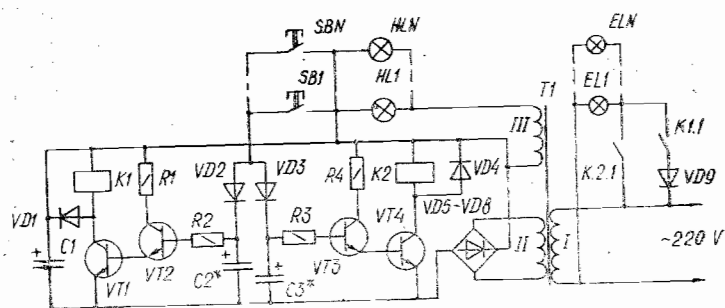 SBN
HLN
ELN
SB1
HL1
T1
EL1
III
K1.1
K1
R1
VD2
VD3
R4
K2
VD4
K.2.1
VD9
VD1
R2
R3
VT4
VD5-VD8
C1
II
I
~220 V
+
VT1
VT2
+
C2*
+
C3*
VT3